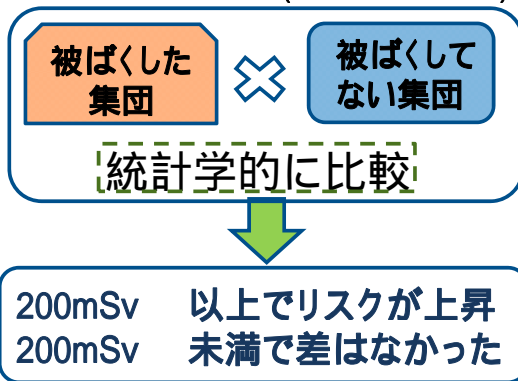 被ばくした
集団
被ばくして
ない集団
統計学的に比較
200mSv 以上でリスクが上昇
200mSv 未満で差はなかった